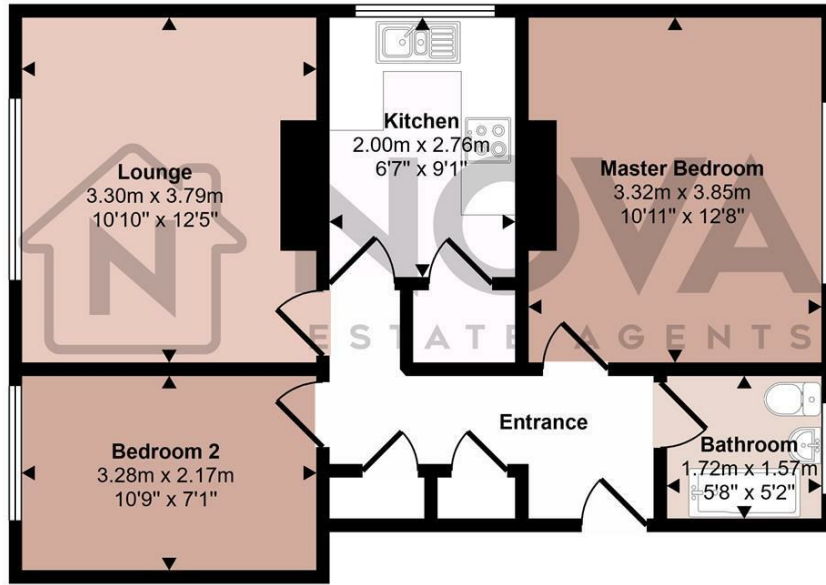 Lounge
3.30m x 3.79m
10'10" x 12'5"
Kitchen
2.00m x 2.76m
6'7" x 9'1"
Master Bedroom
3.32m x 3.85m
10'11" x 12'8"
N NOVA
ESTATE AGENTS
Bedroom 2
3.28m x 2.17m
10'9" x 7'1"
Entrance
Bathroom
1.72m x 1.57m
5'8" x 5'2"